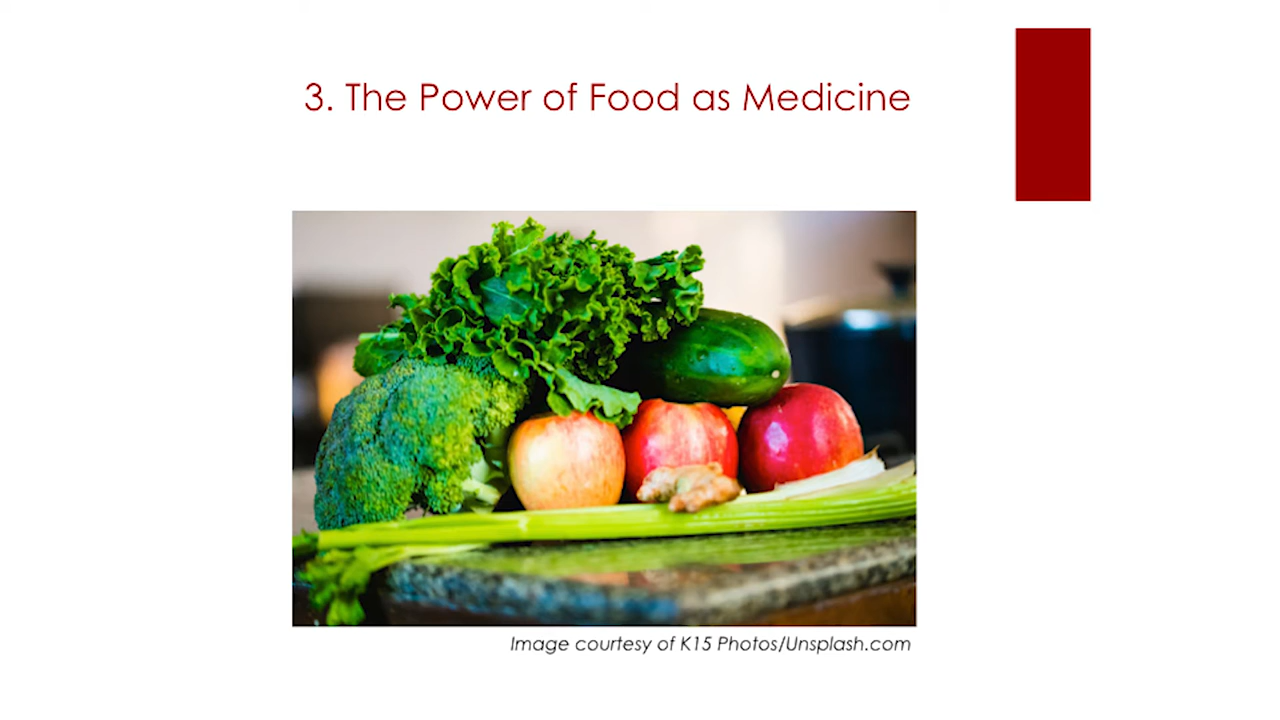 3. The Power of Food as Medicine
Image courtesy of K15 Photos/Unsplash.com